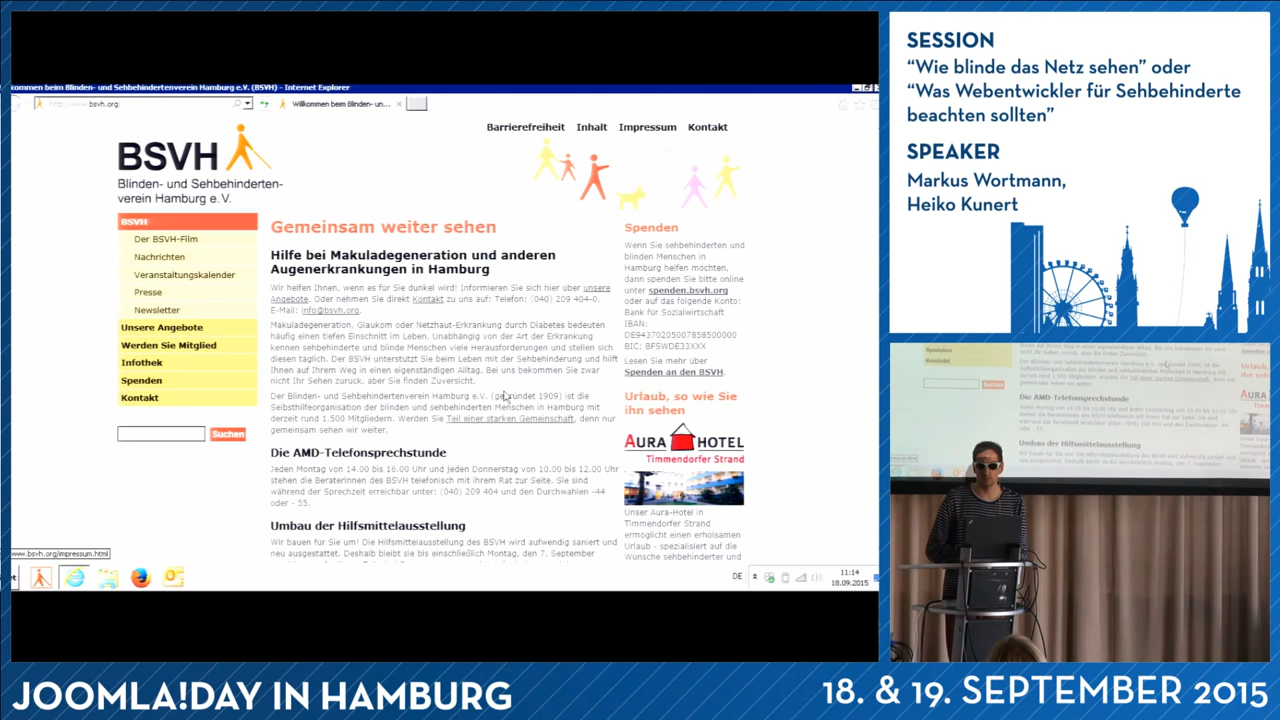 kommen beim Blinden- und Sehbehindertenverein Hamburg e.V. (BSVH) - Internet Explorer
http://www.bsvh.org/
Willkommen beim Blinden- un...
Barrierefreiheit Inhalt Impressum Kontakt
BSVH
Blinden- und Sehbehinderten-
verein Hamburg e. V.
BSVH
Der BSVH-Film
Nachrichten
Veranstaltungskalender
Presse
Newsletter
Unsere Angebote
Werden Sie Mitglied
Infothek
Spenden
Kontakt
Suchen
Gemeinsam weiter sehen
Hilfe bei Makuladegeneration und anderen
Augenerkrankungen in Hamburg
Wir helfen Ihnen, wenn es für Sie dunkel wird! Informieren Sie sich hier über unsere
Angebote. Oder nehmen Sie direkt Kontakt zu uns auf: Telefon: (040) 209 404-0,
E-Mail: info@bsvh.org.
Makuladegeneration, Glaukom oder Netzhaut-Erkrankung durch Diabetes bedeuten
häufig einen tiefen Einschnitt im Leben. Unabhängig von der Art der Erkrankung
kennen sehbehinderte und blinde Menschen viele Herausforderungen und stellen sich
diesen täglich. Der BSVH unterstützt Sie beim Leben mit der Sehbehinderung und hilft
Ihnen auf Ihrem Weg in einen eigenständigen Alltag. Bei uns bekommen Sie zwar
nicht Ihr Sehen zurück, aber Sie finden Zuversicht.
Der Blinden- und Sehbehindertenverein Hamburg e.V. (gegründet 1909) ist die
Selbsthilfeorganisation der blinden und sehbehinderten Menschen in Hamburg mit
derzeit rund 1.500 Mitgliedern. Werden Sie Teil einer starken Gemeinschaft, denn nur
gemeinsam sehen wir weiter.
Die AMD-Telefonsprechstunde
Jeden Montag von 14.00 bis 16.00 Uhr und jeden Donnerstag von 10.00 bis 12.00 Uhr
stehen die BeraterInnen des BSVH telefonisch mit ihrem Rat zur Seite. Sie sind
während der Sprechzeit erreichbar unter: (040) 209 404 und den Durchwahlen -44
oder - 55.
Umbau der Hilfsmittelausstellung
Wir bauen für Sie um! Die Hilfsmittelausstellung des BSVH wird aufwendig saniert und
neu ausgestattet. Deshalb bleibt sie bis einschließlich Montag, den 7. September
Spenden
Wenn Sie sehbehinderten und
blinden Menschen in
Hamburg helfen möchten,
dann spenden Sie bitte online
unter spenden.bsvh.org
oder auf das folgende Konto:
Bank für Sozialwirtschaft
IBAN:
DE94370205007858500000
BIC: BFSWDE33XXX
Lesen Sie mehr über
Spenden an den BSVH.
Urlaub, so wie Sie
ihn sehen
AURA HOTEL
Timmendorfer Strand
Unser Aura-Hotel in
Timmendorfer Strand
ermöglicht einen erholsamen
Urlaub - spezialisiert auf die
Wünsche sehbehinderter und
www.bsvh.org/impressum.html
DE
11:14
18.09.2015
SESSION
“Wie blinde das Netz sehen” oder
“Was Webentwickler für Sehbehinderte
beachten sollten”
SPEAKER
Markus Wortmann,
Heiko Kunert
Spenden
Kontakt
Die AMD-Telefonsprechstunde
Umbau der Hilfsmittelausstellung
JOOMLA!DAY IN HAMBURG
18. & 19. SEPTEMBER 2015